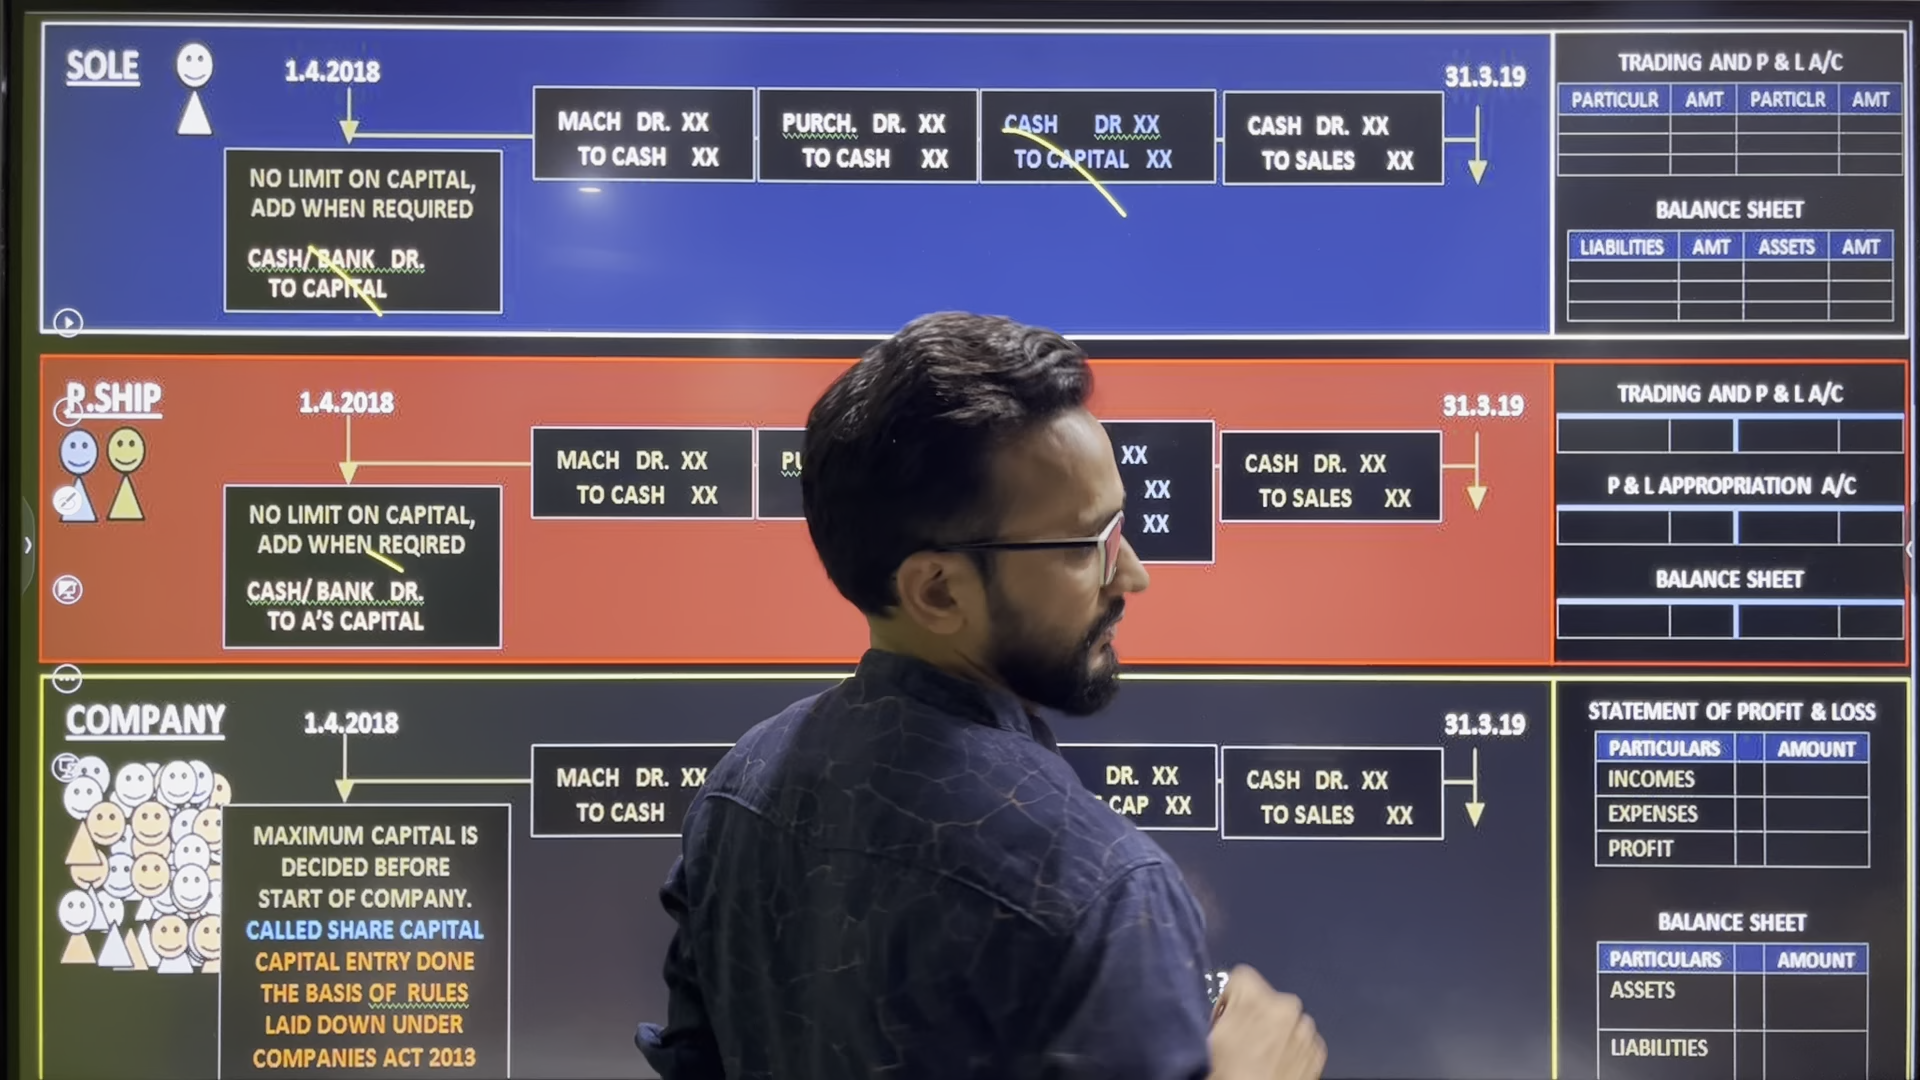 SOLE
1.4.2018
31.3.19
MACH DR. XX
TO CASH XX
PURCH. DR. XX
TO CASH XX
CASH DR XX
TO CAPITAL XX
CASH DR. XX
TO SALES XX
NO LIMIT ON CAPITAL,
ADD WHEN REQUIRED
CASH/ BANK DR.
TO CAPITAL
TRADING AND P & L A/C
PARTICULR AMT PARTICLR AMT
BALANCE SHEET
LIABILITIES AMT ASSETS AMT
P.SHIP
1.4.2018
31.3.19
MACH DR. XX
TO CASH XX
XX
XX
XX
CASH DR. XX
TO SALES XX
NO LIMIT ON CAPITAL,
ADD WHEN REQIRED
CASH/ BANK DR.
TO A'S CAPITAL
TRADING AND P & L A/C
P & L APPROPRIATION A/C
BALANCE SHEET
COMPANY
1.4.2018
31.3.19
MACH DR. XX
TO CASH
DR. XX
CAP XX
CASH DR. XX
TO SALES XX
MAXIMUM CAPITAL IS
DECIDED BEFORE
START OF COMPANY.
CALLED SHARE CAPITAL
CAPITAL ENTRY DONE
THE BASIS OF RULES
LAID DOWN UNDER
COMPANIES ACT 2013
STATEMENT OF PROFIT & LOSS
PARTICULARS AMOUNT
INCOMES
EXPENSES
PROFIT
BALANCE SHEET
PARTICULARS AMOUNT
ASSETS
LIABILITIES